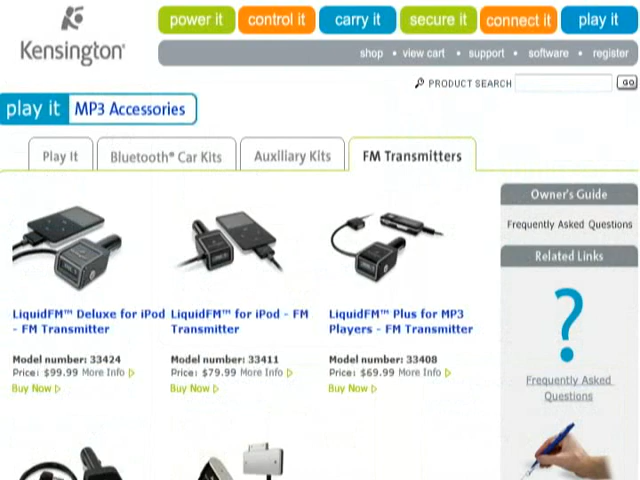 power it control it carry it secure it connect it play it
Kensington
shop • view cart • support • software • register
PRODUCT SEARCH GO
play it MP3 Accessories
Play It Bluetooth® Car Kits Auxiliary Kits FM Transmitters
Owner's Guide
Frequently Asked Questions
Related Links
LiquidFM™ Deluxe for iPod
- FM Transmitter
Model number: 33424
Price: $99.99 More Info
Buy Now
LiquidFM™ for iPod - FM
Transmitter
Model number: 33411
Price: $79.99 More Info
Buy Now
LiquidFM™ Plus for MP3
Players - FM Transmitter
Model number: 33408
Price: $69.99 More Info
Buy Now
?
Frequently Asked
Questions